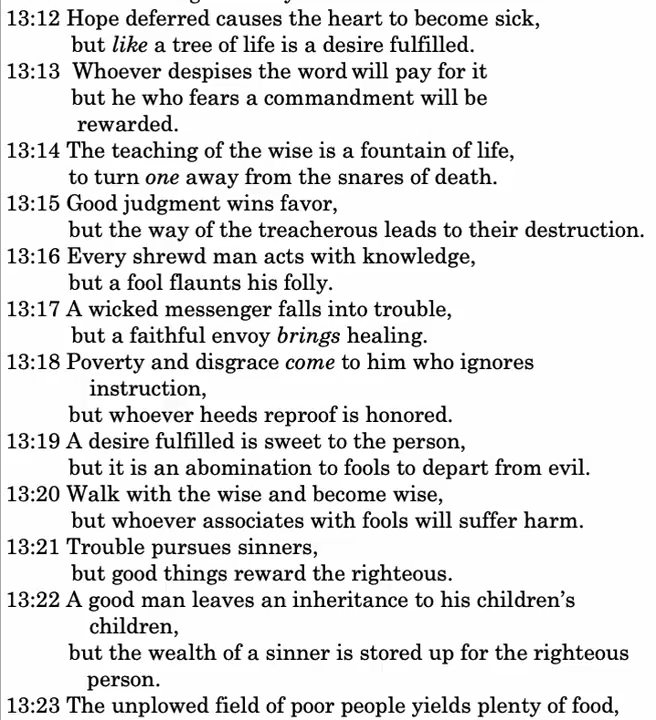 13:12 Hope deferred causes the heart to become sick,
but like a tree of life is a desire fulfilled.
13:13 Whoever despises the word will pay for it
but he who fears a commandment will be
rewarded.
13:14 The teaching of the wise is a fountain of life,
to turn one away from the snares of death.
13:15 Good judgment wins favor,
but the way of the treacherous leads to their destruction.
13:16 Every shrewd man acts with knowledge,
but a fool flaunts his folly.
13:17 A wicked messenger falls into trouble,
but a faithful envoy brings healing.
13:18 Poverty and disgrace come to him who ignores
instruction,
but whoever heeds reproof is honored.
13:19 A desire fulfilled is sweet to the person,
but it is an abomination to fools to depart from evil.
13:20 Walk with the wise and become wise,
but whoever associates with fools will suffer harm.
13:21 Trouble pursues sinners,
but good things reward the righteous.
13:22 A good man leaves an inheritance to his children’s
children,
but the wealth of a sinner is stored up for the righteous
person.
13:23 The unplowed field of poor people yields plenty of food,